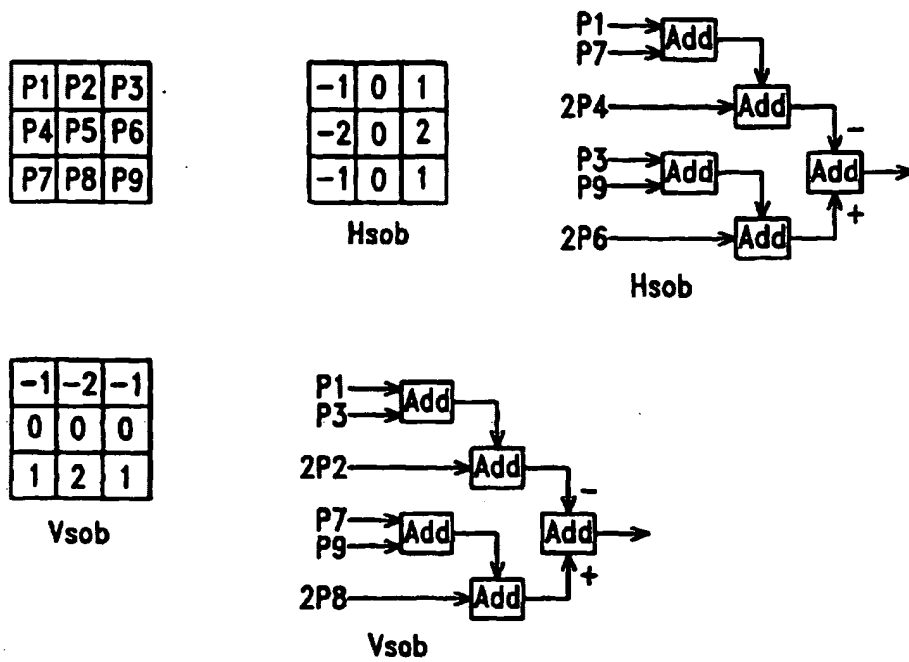 P1 P2 P3
P4 P5 P6
P7 P8 P9
-1 0 1
-2 0 2
-1 0 1
Hsob
P1
P7
Add
2P4
Add
-
P3
P9
Add
Add
+
2P6
Add
Hsob
-1 -2 -1
0 0 0
1 2 1
Vsob
P1
P3
Add
2P2
Add
-
P7
P9
Add
Add
+
2P8
Add
Vsob